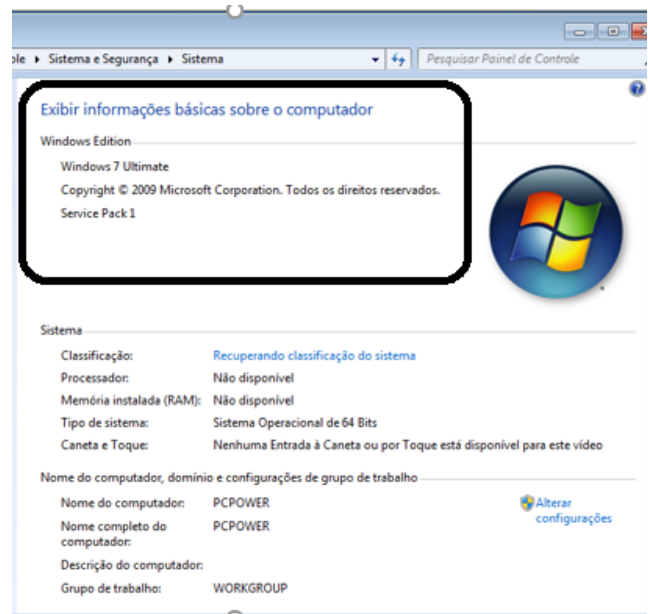 ole ▸ Sistema e Segurança ▸ Sistema
Pesquisar Painel de Controle
Exibir informações básicas sobre o computador
Windows Edition
Windows 7 Ultimate
Copyright © 2009 Microsoft Corporation. Todos os direitos reservados.
Service Pack 1
Sistema
Classificação: Recuperando classificação do sistema
Processador: Não disponível
Memória instalada (RAM): Não disponível
Tipo de sistema: Sistema Operacional de 64 Bits
Caneta e Toque: Nenhuma Entrada à Caneta ou por Toque está disponível para este vídeo
Nome do computador, domínio e configurações de grupo de trabalho
Nome do computador: PCPOWER
Alterar
configurações
Nome completo do
computador: PCPOWER
Descrição do computador:
Grupo de trabalho: WORKGROUP